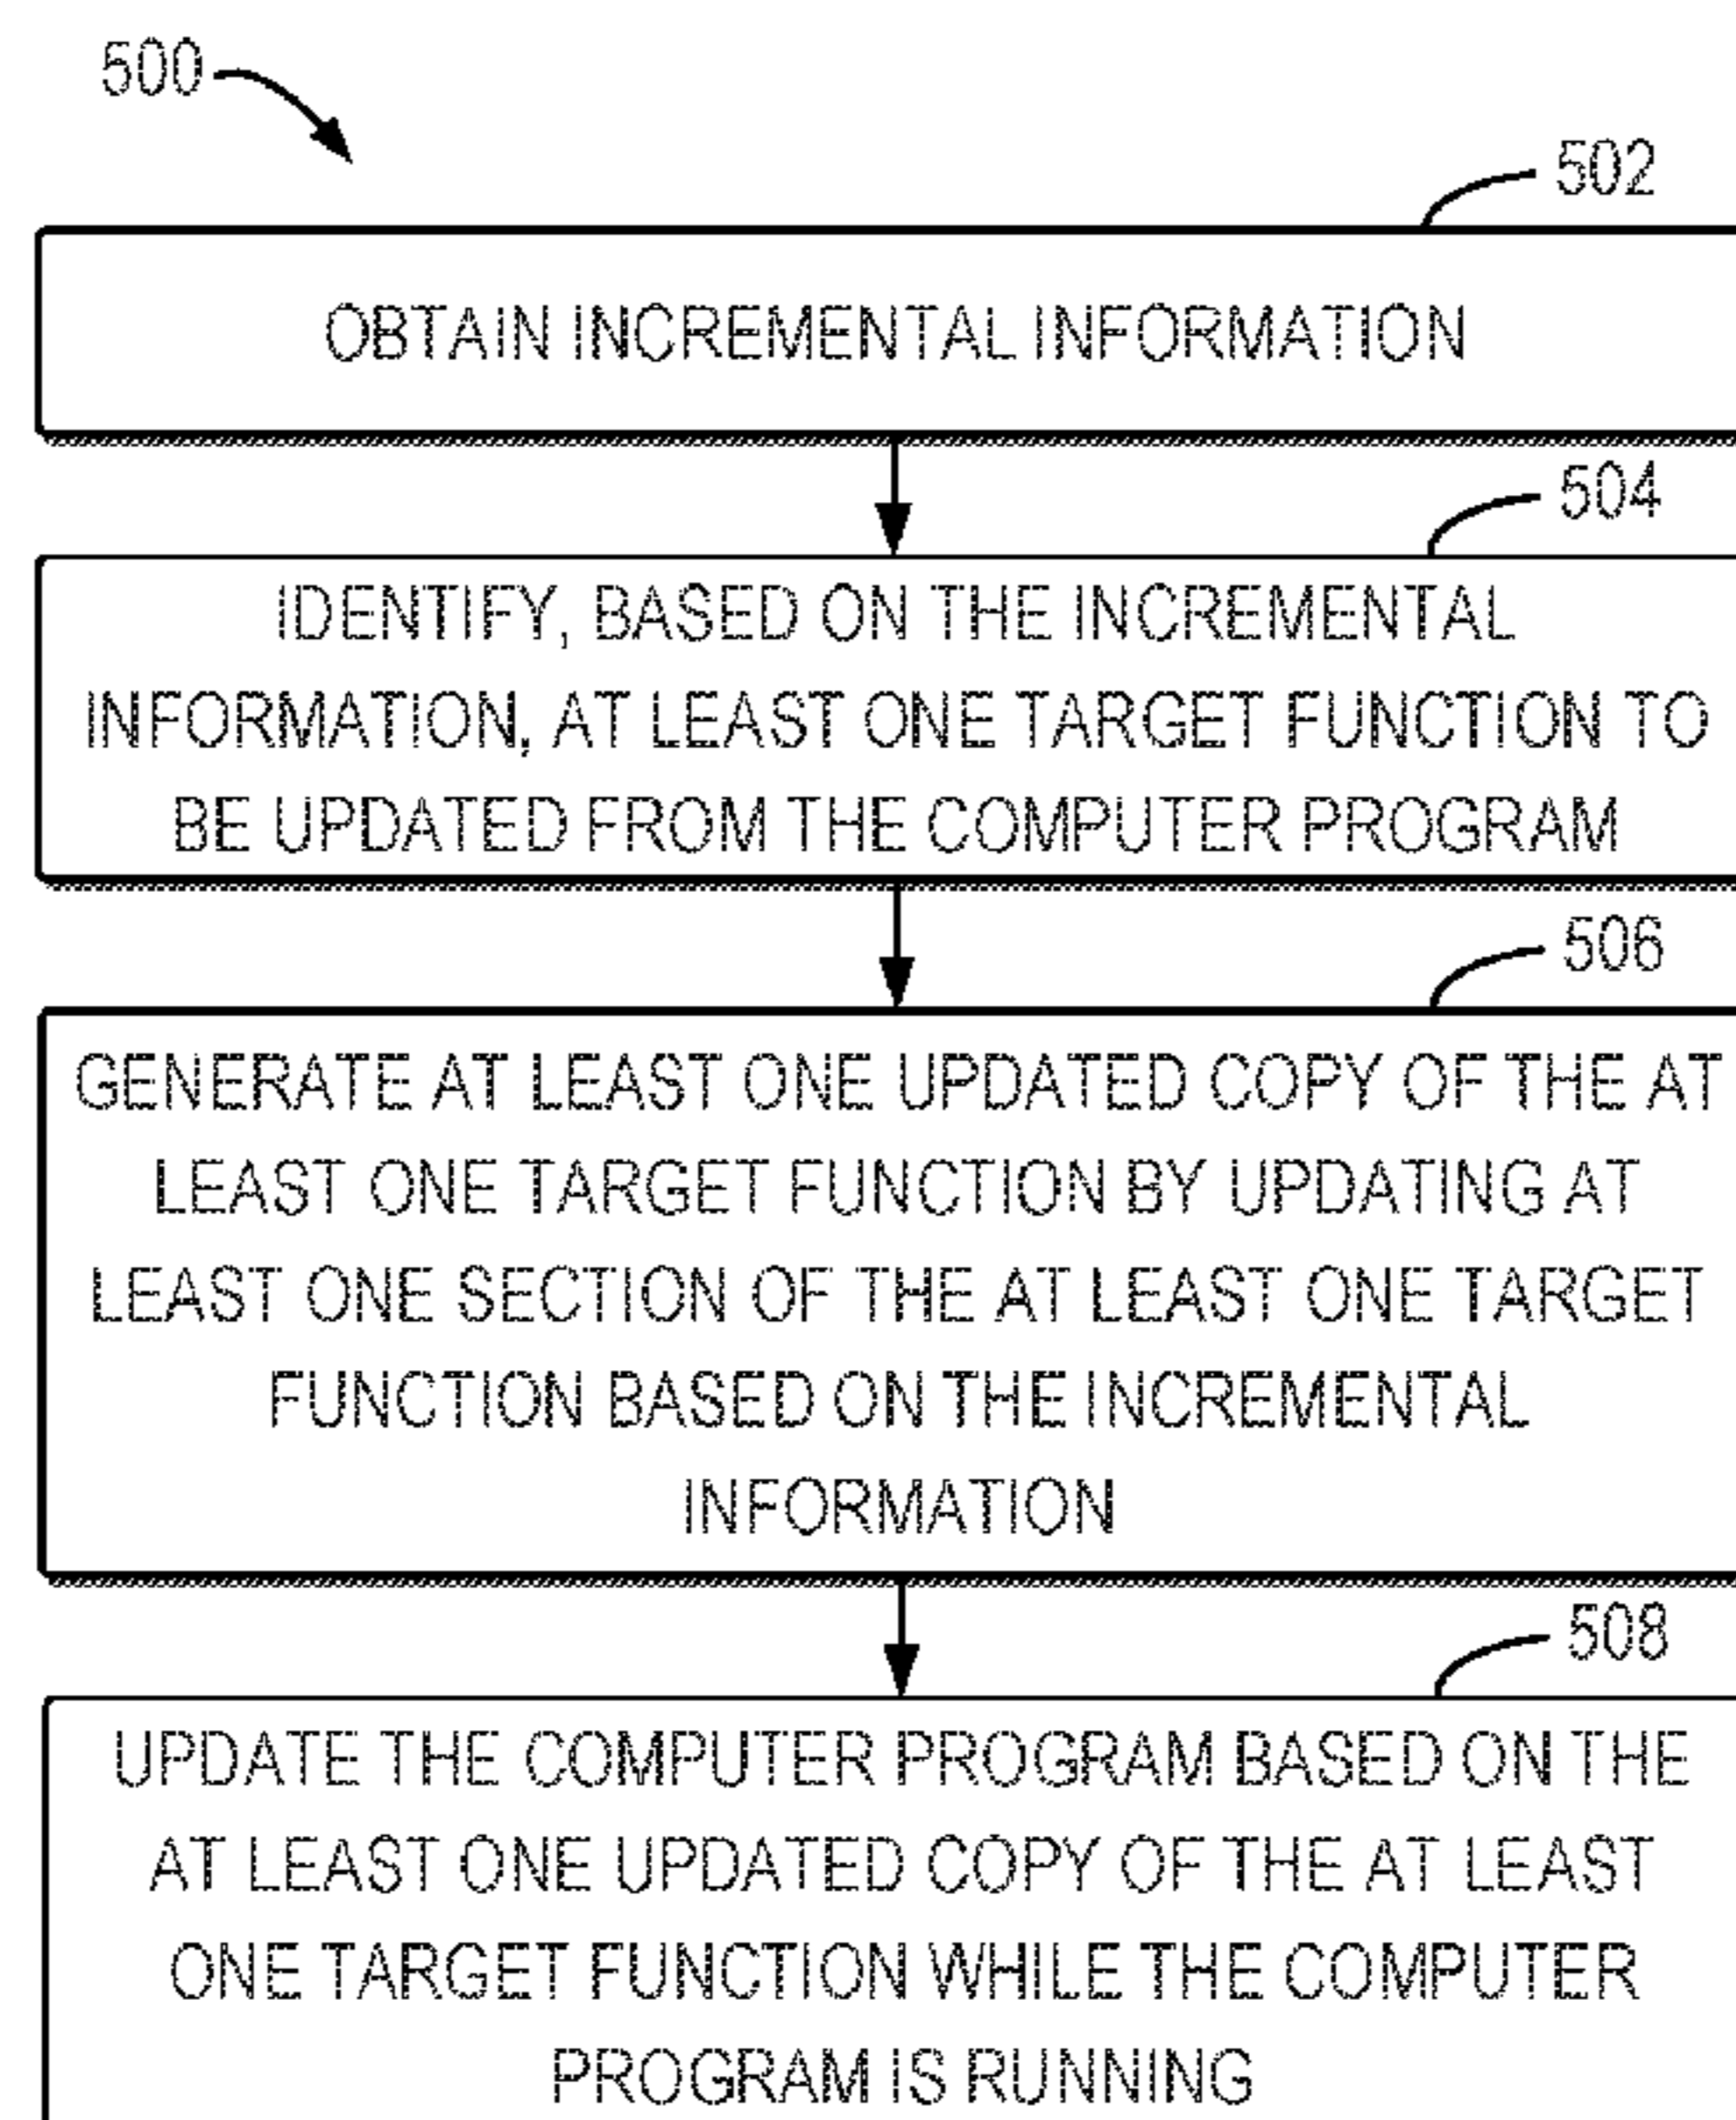 500
502
OBTAIN INCREMENTAL INFORMATION
504
IDENTIFY, BASED ON THE INCREMENTAL
INFORMATION, AT LEAST ONE TARGET FUNCTION TO
BE UPDATED FROM THE COMPUTER PROGRAM
506
GENERATE AT LEAST ONE UPDATED COPY OF THE AT
LEAST ONE TARGET FUNCTION BY UPDATING AT
LEAST ONE SECTION OF THE AT LEAST ONE TARGET
FUNCTION BASED ON THE INCREMENTAL
INFORMATION
508
UPDATE THE COMPUTER PROGRAM BASED ON THE
AT LEAST ONE UPDATED COPY OF THE AT LEAST
ONE TARGET FUNCTION WHILE THE COMPUTER
PROGRAM IS RUNNING